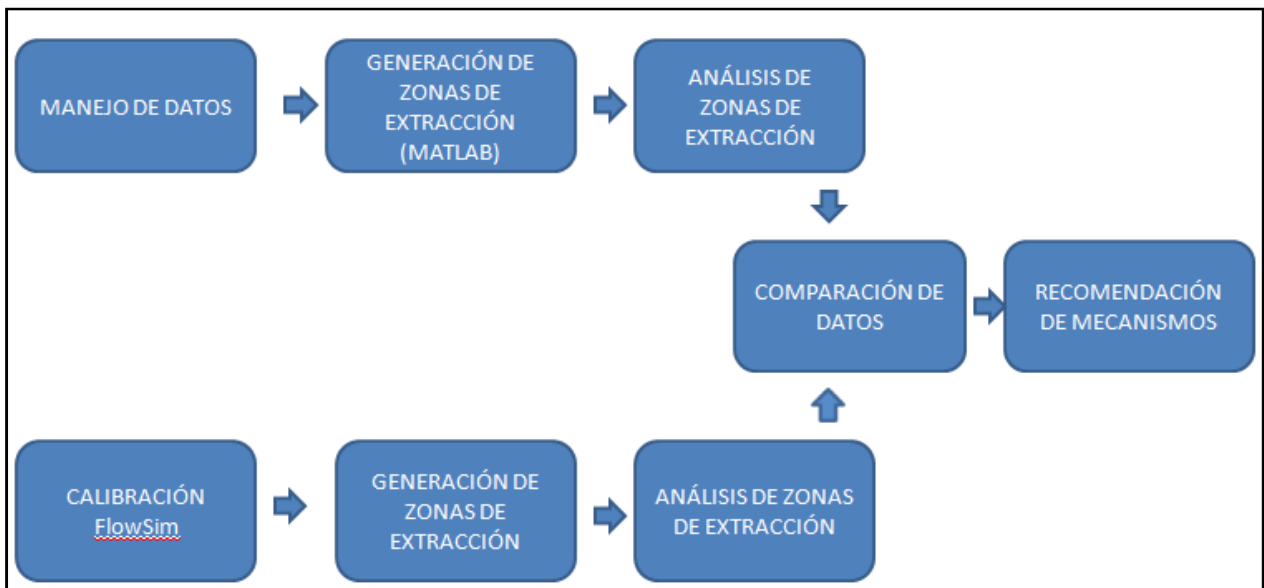 MANEJO DE DATOS
GENERACIÓN DE
ZONAS DE
EXTRACCIÓN
(MATLAB)
ANÁLISIS DE
ZONAS DE
EXTRACCIÓN
COMPARACIÓN DE
DATOS
RECOMENDACIÓN
DE MECANISMOS
CALIBRACIÓN
FlowSim
GENERACIÓN DE
ZONAS DE
EXTRACCIÓN
ANÁLISIS DE ZONAS
DE EXTRACCIÓN